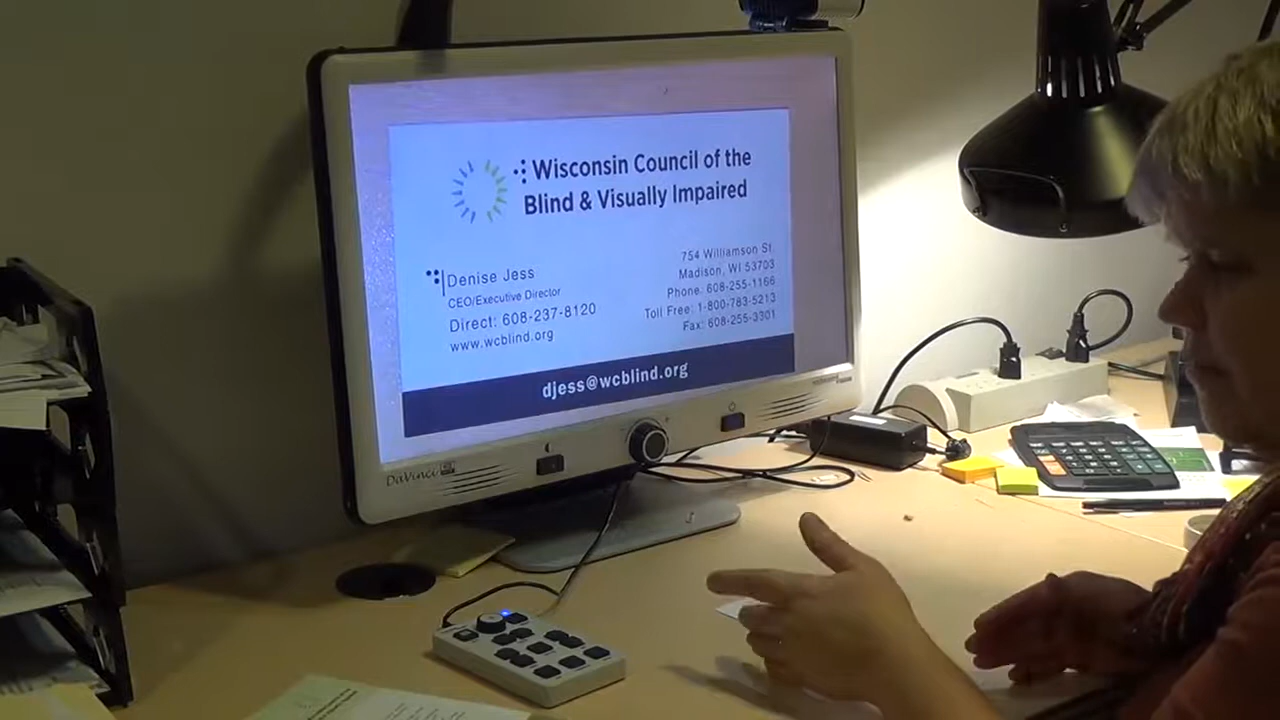 Wisconsin Council of the
Blind & Visually Impaired
Denise Jess
CEO/Executive Director
Direct: 608-237-8120
www.wcblind.org
754 Williamson St.
Madison, WI 53703
Phone: 608-255-1166
Toll Free: 1-800-783-5213
Fax: 608-255-3301
djess@wcblind.org
DaVinci